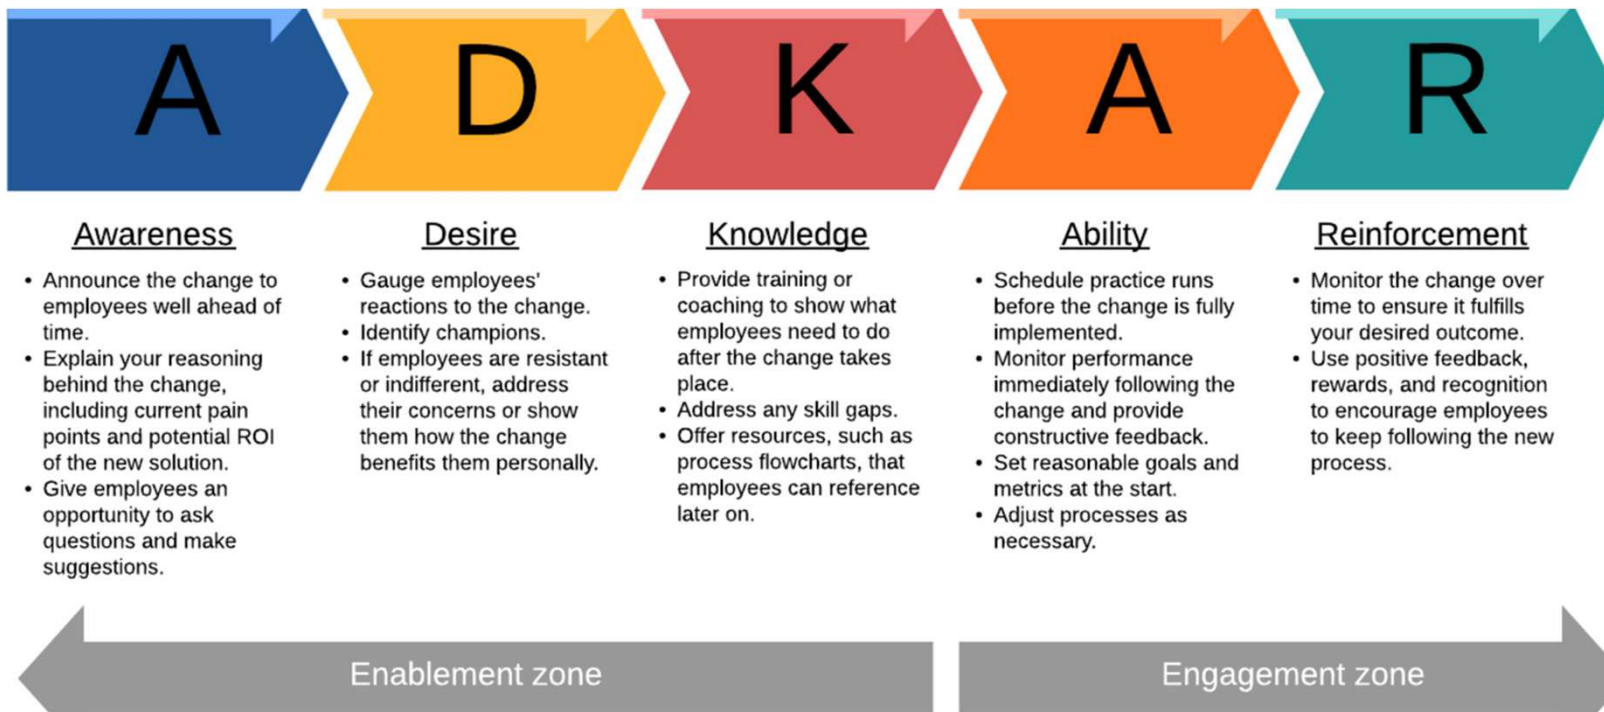 A
D
K
A
R
Awareness
• Announce the change to
employees well ahead of
time.
• Explain your reasoning
behind the change,
including current pain
points and potential ROI
of the new solution.
• Give employees an
opportunity to ask
questions and make
suggestions.
Desire
• Gauge employees'
reactions to the change.
• Identify champions.
• If employees are resistant
or indifferent, address
their concerns or show
them how the change
benefits them personally.
Knowledge
• Provide training or
coaching to show what
employees need to do
after the change takes
place.
• Address any skill gaps.
• Offer resources, such as
process flowcharts, that
employees can reference
later on.
Ability
• Schedule practice runs
before the change is fully
implemented.
• Monitor performance
immediately following the
change and provide
constructive feedback.
• Set reasonable goals and
metrics at the start.
• Adjust processes as
necessary.
Reinforcement
• Monitor the change over
time to ensure it fulfills
your desired outcome.
• Use positive feedback,
rewards, and recognition
to encourage employees
to keep following the new
process.
Enablement zone
Engagement zone